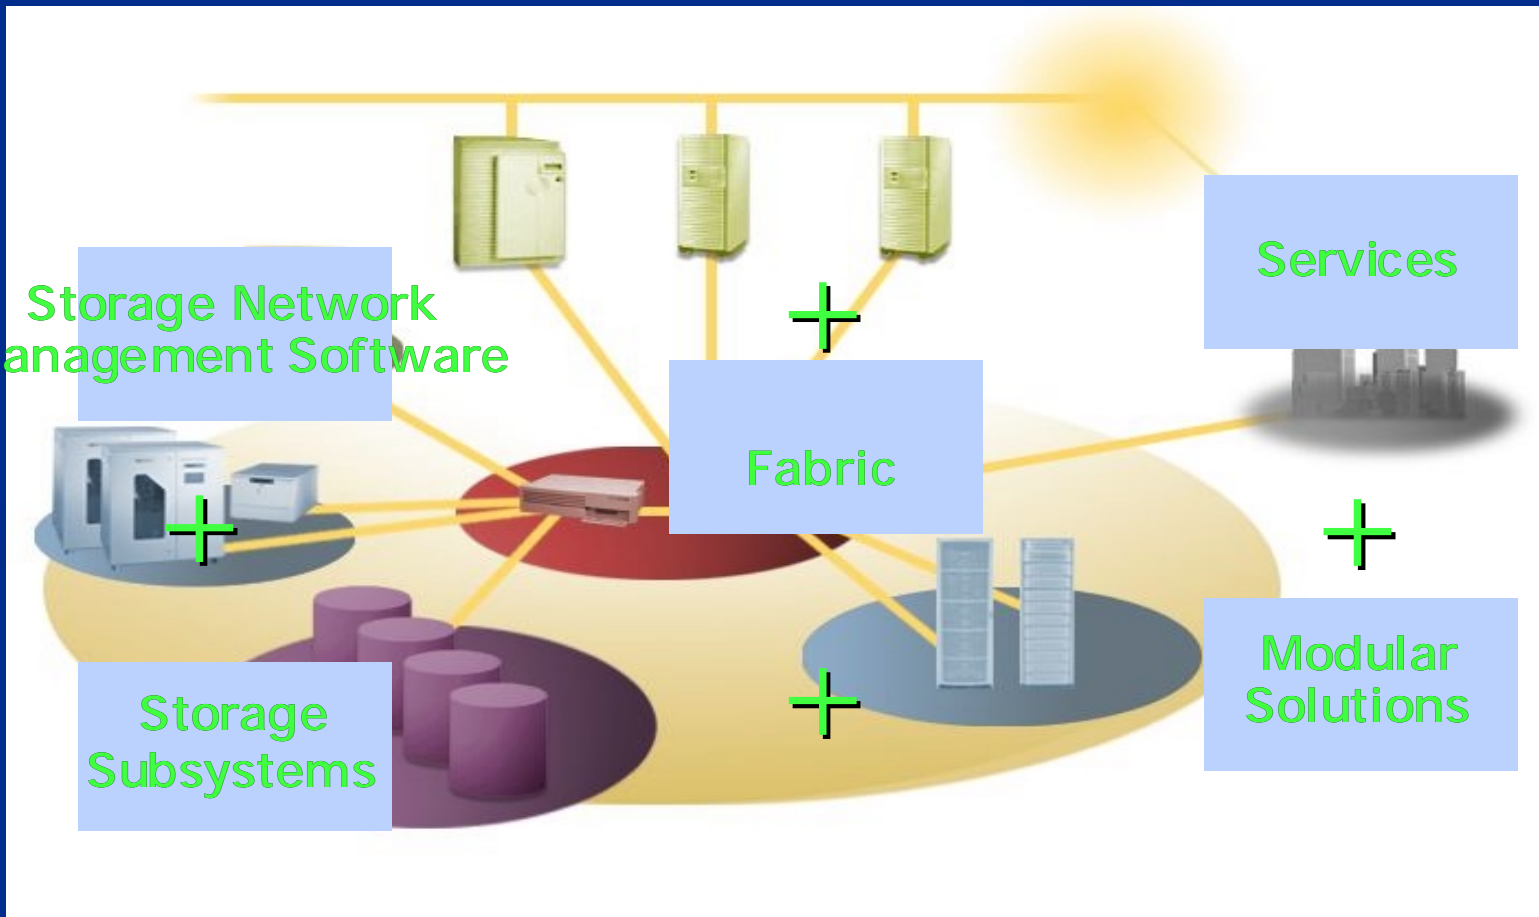 Storage Network
anagement Software
Services
Fabric
Modular
Solutions
Storage
Subsystems